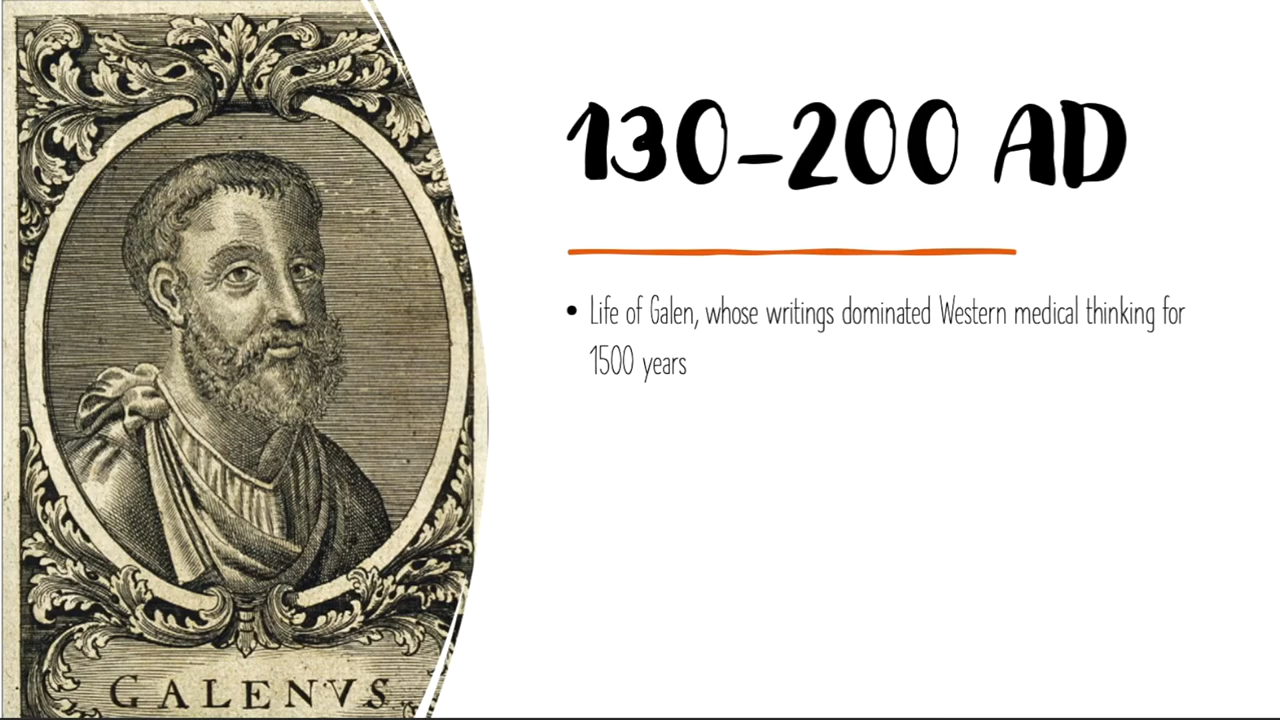 130-200 AD
• Life of Galen, whose writings dominated Western medical thinking for
1500 years
GALENVS